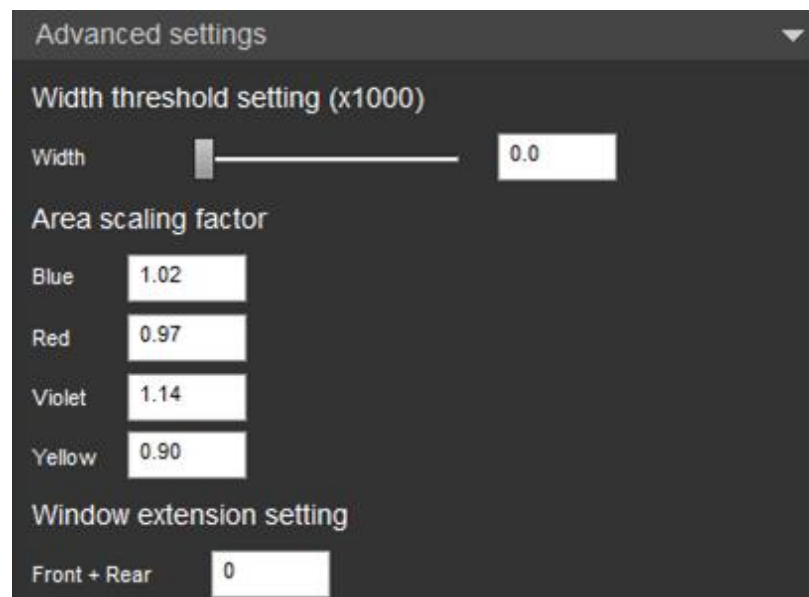 Advanced settings
Width threshold setting (x1000)
Width 0.0
Area scaling factor
Blue 1.02
Red 0.97
Violet 1.14
Yellow 0.90
Window extension setting
Front + Rear 0